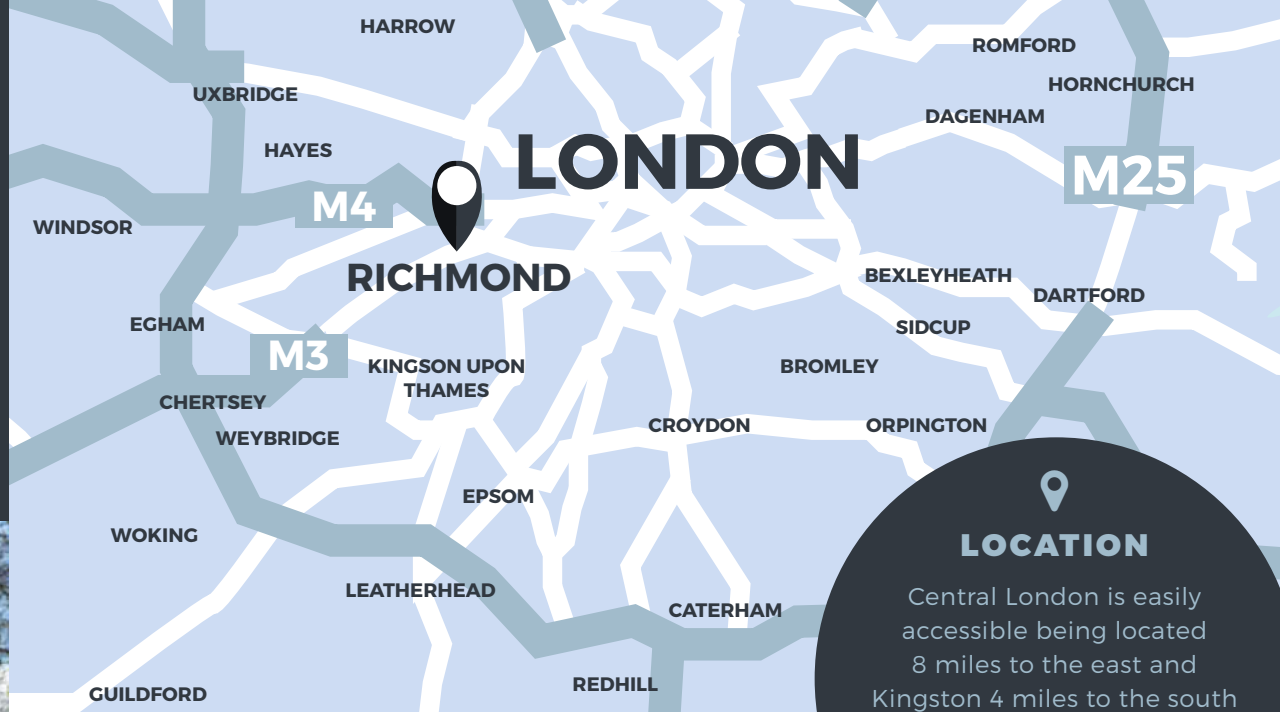 HARROW
ROMFORD
HORNCHURCH
UXBRIDGE
DAGENHAM
HAYES
LONDON
M25
M4
WINDSOR
RICHMOND
BEXLEYHEATH
DARTFORD
EGHAM
SIDCUP
M3
KINGSON UPON
THAMES
BROMLEY
CHERTSEY
WEYBRIDGE
CROYDON
ORPINGTON
EPSOM
WOKING
LEATHERHEAD
CATERHAM
REDHILL
GUILDFORD
LOCATION
Central London is easily
accessible being located
8 miles to the east and
Kingston 4 miles to the south